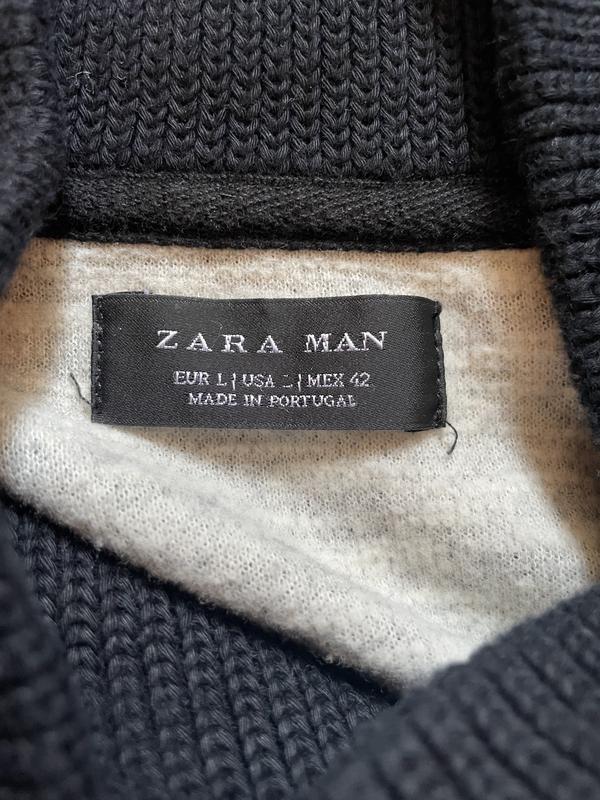 ZARA MAN
EUR L | USA L | MEX 42
MADE IN PORTUGAL